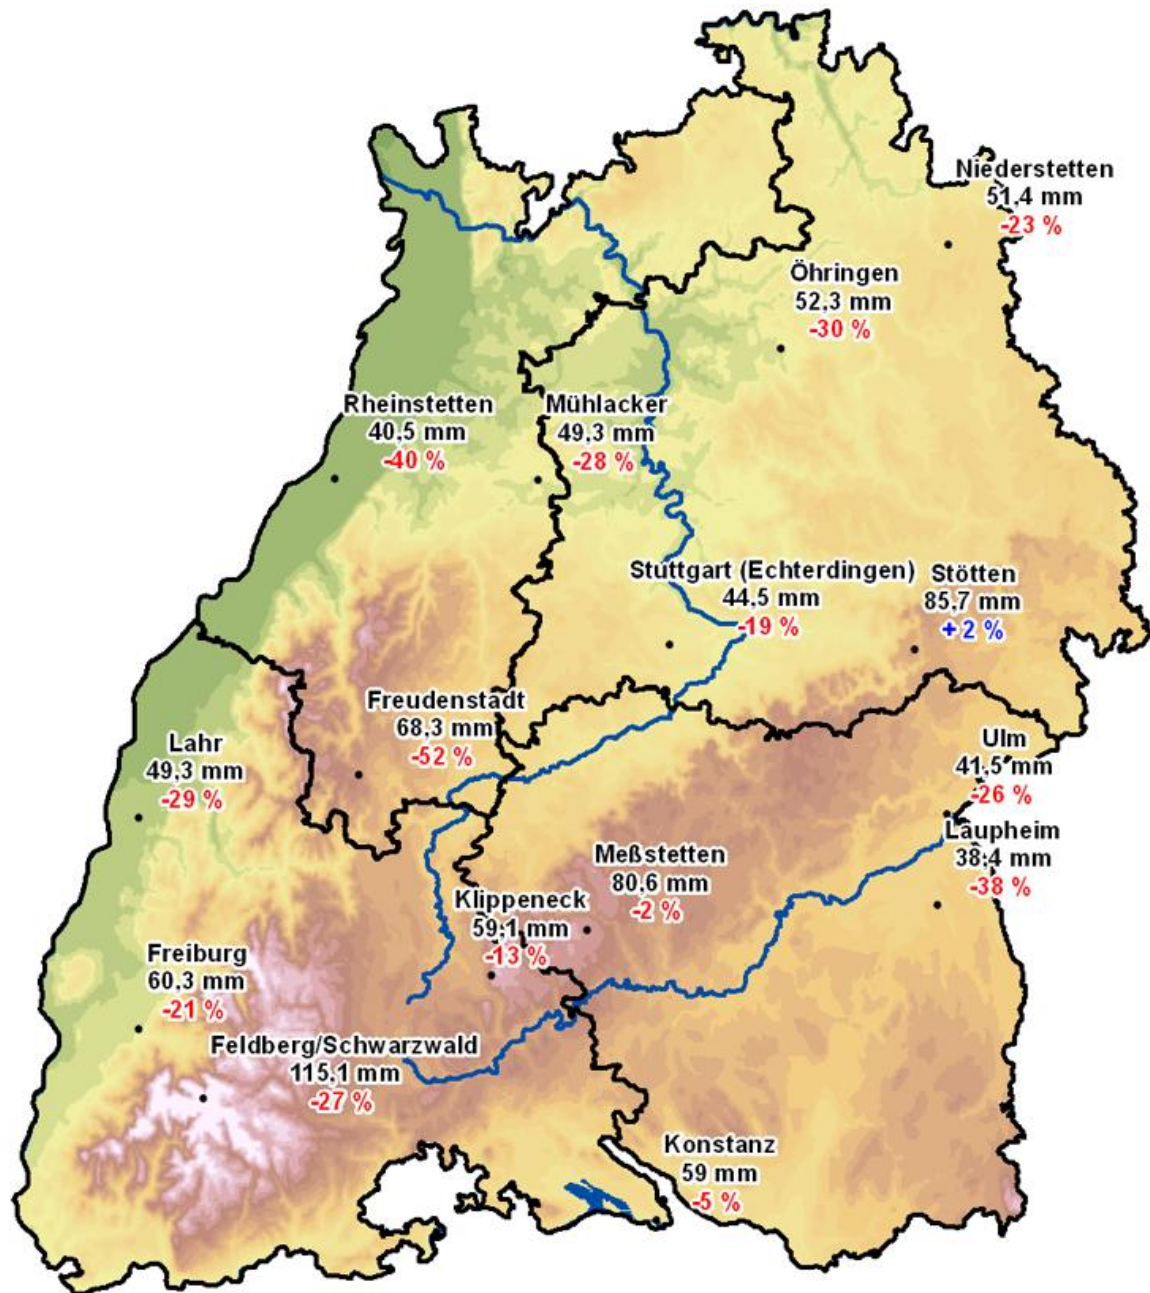 Niederstetten
51,4 mm
-23 %
Öhringen
52,3 mm
-30 %
Rheinstetten
40,5 mm
-40 %
Mühlacker
49,3 mm
-28 %
Stuttgart (Echterdingen)
44,5 mm
-19 %
Stötten
85,7 mm
+ 2 %
Freudenstadt
68,3 mm
-52 %
Lahr
49,3 mm
-29 %
Ulm
41,5 mm
-26 %
Laupheim
38,4 mm
-38 %
Meßstetten
80,6 mm
-2 %
Klippeneck
59,1 mm
-13 %
Freiburg
60,3 mm
-21 %
Feldberg/Schwarzwald
115,1 mm
-27 %
Konstanz
59 mm
-5 %